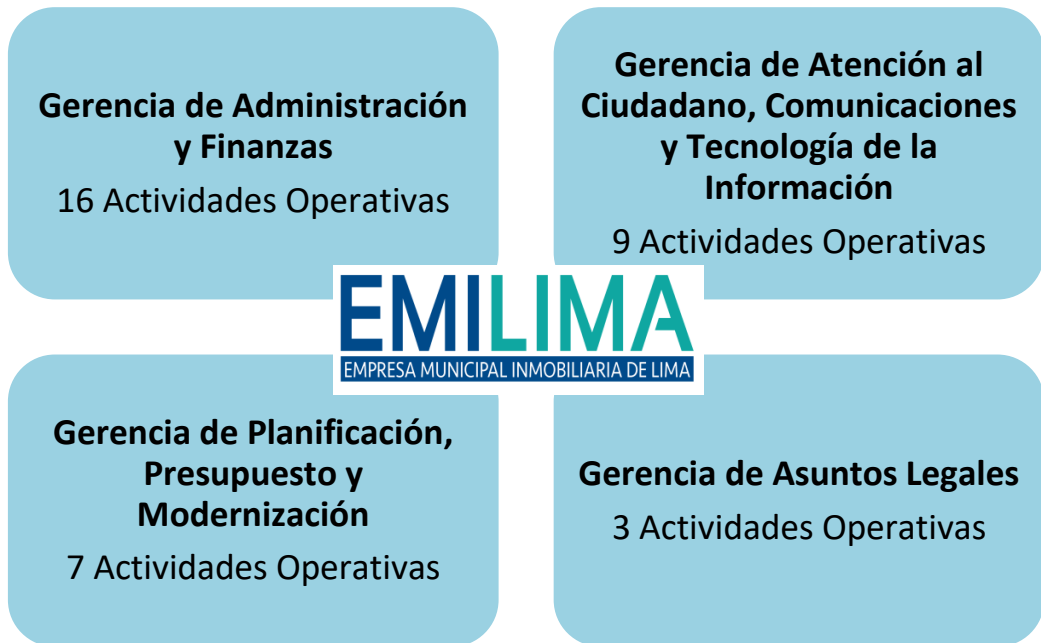 Gerencia de Administración
y Finanzas
16 Actividades Operativas
Gerencia de Atención al
Ciudadano, Comunicaciones
y Tecnología de la
Información
9 Actividades Operativas
EMILIMA
EMPRESA MUNICIPAL INMOBILIARIA DE LIMA
Gerencia de Planificación,
Presupuesto y
Modernización
7 Actividades Operativas
Gerencia de Asuntos Legales
3 Actividades Operativas